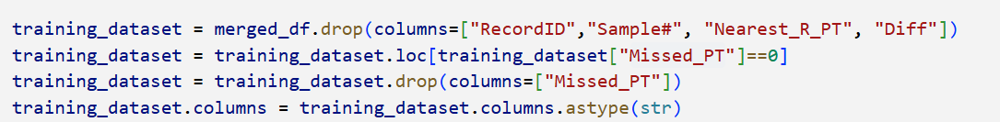 training_dataset = merged_df.drop(columns=["RecordID","Sample#", "Nearest_R_PT", "Diff"])
training_dataset = training_dataset.loc[training_dataset["Missed_PT"]==0]
training_dataset = training_dataset.drop(columns=["Missed_PT"])
training_dataset.columns = training_dataset.columns.astype(str)